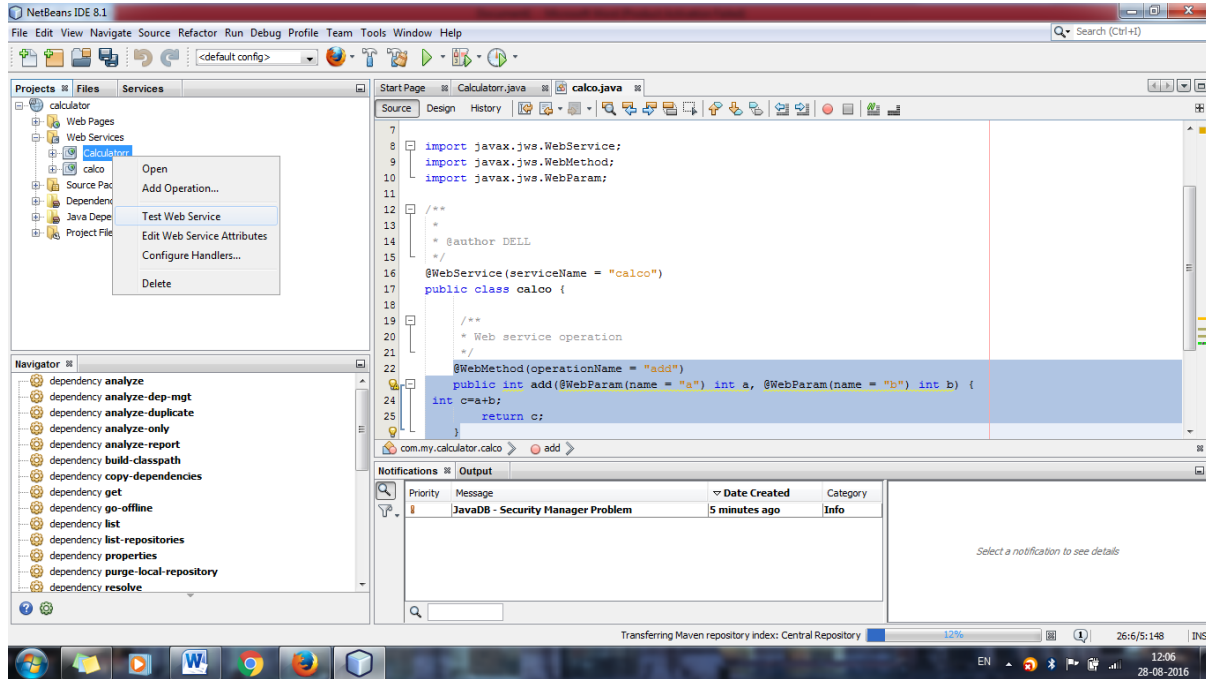 NetBeans IDE 8.1
File Edit View Navigate Source Refactor Run Debug Profile Team Tools Window Help
Search (Ctrl+I)
<default config>
Projects Files Services
calculator
Web Pages
Web Services
Calculatorr
calco
Source Pac
Dependenc
Java Depe
Project File
Open
Add Operation...
Test Web Service
Edit Web Service Attributes
Configure Handlers...
Delete
Navigator
dependency analyze
dependency analyze-dep-mgt
dependency analyze-duplicate
dependency analyze-only
dependency analyze-report
dependency build-classpath
dependency copy-dependencies
dependency get
dependency go-offline
dependency list
dependency list-repositories
dependency properties
dependency purge-local-repository
dependency resolve
Start Page Calculatorr.java calco.java
Source Design History
7
8 import javax.jws.WebService;
9 import javax.jws.WebMethod;
10 import javax.jws.WebParam;
11
12 /**
13 *
14 * @author DELL
15 */
16 @WebService(serviceName = "calco")
17 public class calco {
18
19 /**
20 * Web service operation
21 */
22 @WebMethod(operationName = "add")
public int add(@WebParam(name = "a") int a, @WebParam(name = "b") int b) {
24 int c=a+b;
25 return c;
}
com.my.calculator.calco add
Notifications Output
Priority Message Date Created Category
JavaDB - Security Manager Problem 5 minutes ago Info
Select a notification to see details
Transferring Maven repository index: Central Repository 12% 1 26:6/5:148 INS
EN 12:06
28-08-2016